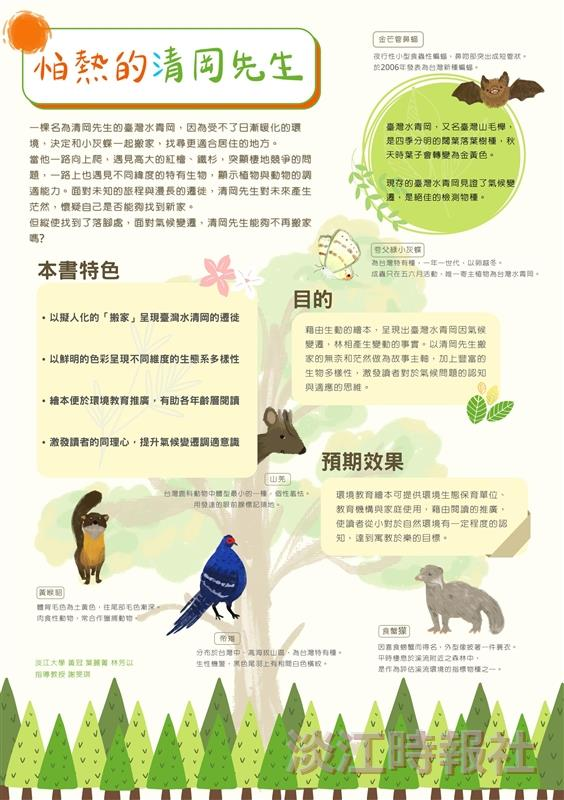 怕熱的清岡先生
一棵名為清岡先生的臺灣水青岡，因為受不了日漸暖化的環
境，決定和小灰蝶一起搬家，找尋更適合居住的地方。
當他一路向上爬，遇見高大的紅檜、鐵杉，突顯棲地競爭的問
題，一路上也遇見不同緯度的特有生物，顯示植物與動物的調
適能力。面對未知的旅程與漫長的遷徙，清岡先生對未來產生
茫然，懷疑自己是否能夠找到新家。
但縱使找到了落腳處，面對氣候變遷、清岡先生能夠不再搬家
嗎?
金芒管鼻蝠
夜行性小型食蟲性蝙蝠，鼻吻部突出成短管狀。
於2006年發表為台灣新種蝙蝠。
臺灣水青岡，又名臺灣山毛櫸，
是四季分明的闊葉落葉樹種，秋
天時葉子會轉變為金黃色。
現存的臺灣水青岡見證了氣候變
遷，是絕佳的檢測物種。
夸父綠小灰蝶
為台灣特有種，一年一世代，以卵越冬。
成蟲只在五六月活動，唯一寄主植物為台灣水青岡。
本書特色
• 以擬人化的「搬家」呈現臺灣水清岡的遷徙
• 以鮮明的色彩呈現不同維度的生態系多樣性
• 繪本便於環境教育推廣，有助各年齡層閱讀
• 激發讀者的同理心，提升氣候變遷調適意識
目的
藉由生動的繪本，呈現出臺灣水青岡因氣候
變遷，林相產生變動的事實。以清岡先生搬
家的無奈和茫然做為故事主軸，加上豐富的
生物多樣性，激發讀者對於氣候問題的認知
與適應的思維。
山羌
台灣鹿科動物中體型最小的一種，個性羞怯。
用發達的眼前腺標記領地。
預期效果
環境教育繪本可提供環境生態保育單位、
教育機構與家庭使用，藉由閱讀的推廣，
使讀者從小對於自然環境有一定程度的認
知，達到寓教於樂的目標。
黃喉貂
體背毛色為土黃色，往尾部毛色漸深。
肉食性動物，常合作獵捕動物。
帝雉
分布於台灣中、高海拔山區，為台灣特有種。
生性機警，黑色尾羽上有相間白色橫紋。
食蟹獴
因喜食螃蟹而得名，外型像披著一件簑衣。
平時棲息於溪流附近之森林中，
是作為評估溪流環境的指標物種之一。
淡江大學 黃冠 葉麗菁 林芳以
指導教授 謝旻琪
淡江時報社